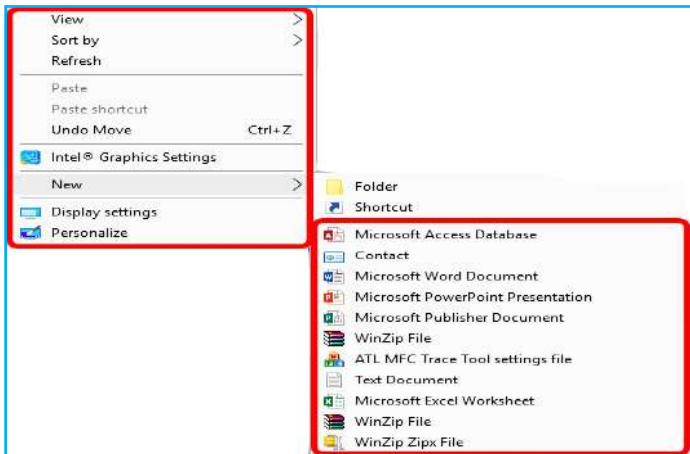 View
Sort by
Refresh
Paste
Paste shortcut
Undo Move Ctrl+Z
Intel® Graphics Settings
New
Display settings
Personalize
Folder
Shortcut
Microsoft Access Database
Contact
Microsoft Word Document
Microsoft PowerPoint Presentation
Microsoft Publisher Document
WinZip File
ATL MFC Trace Tool settings file
Text Document
Microsoft Excel Worksheet
WinZip File
WinZip Zipx File